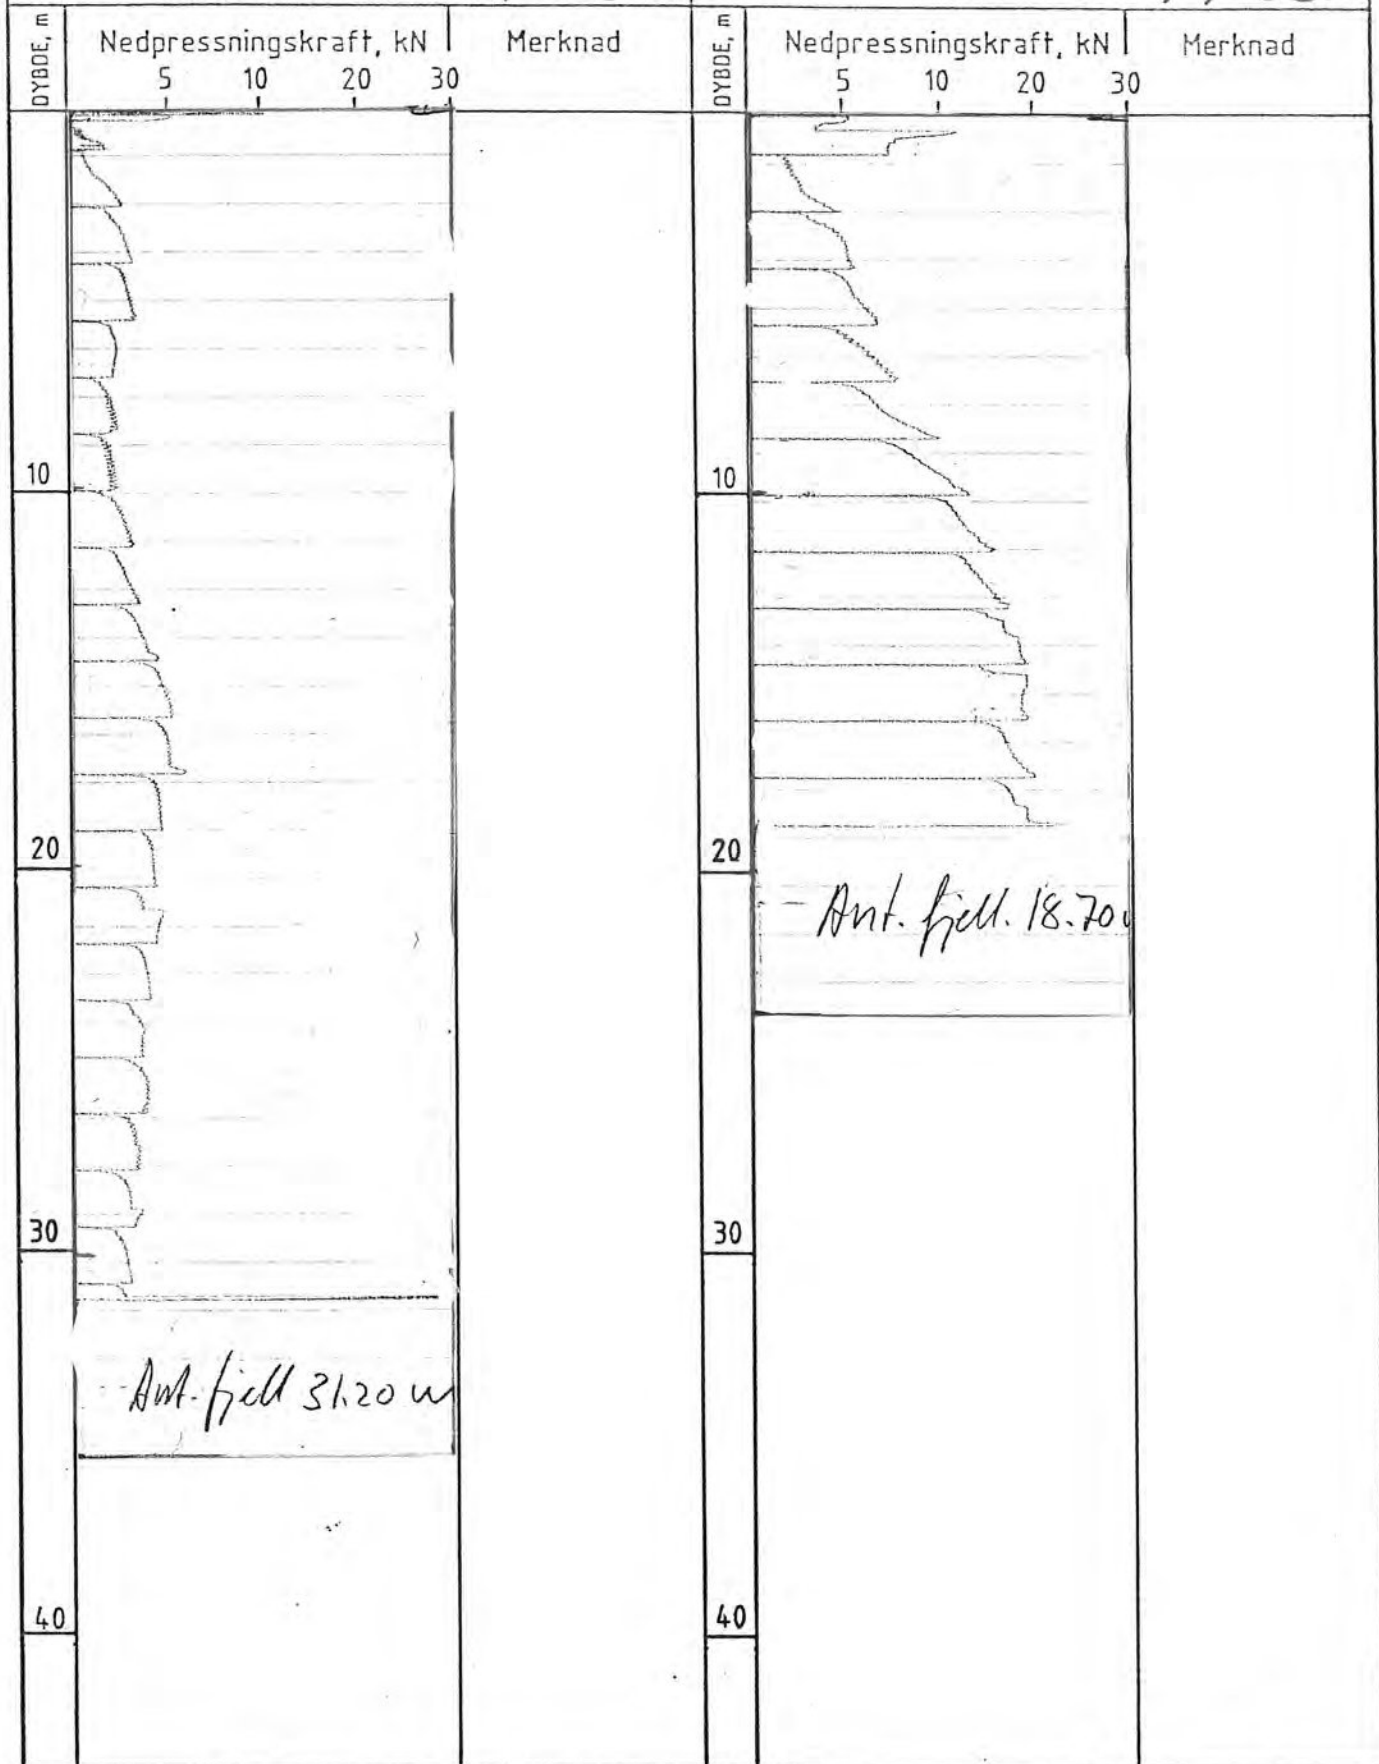 DYBDE, m
Nedpressningskraft, kN
Merknad
5 10 20 30
10
20
30
40
Ant. fjell 31.20 m
DYBDE, m
Nedpressningskraft, kN
Merknad
5 10 20 30
10
20
30
40
Ant. fjell. 18.70